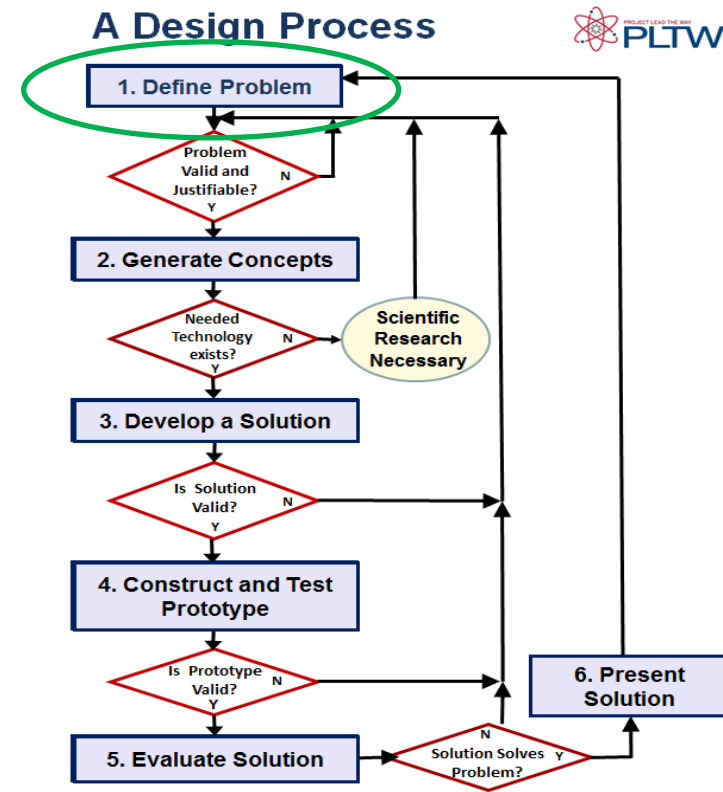 A Design Process
PROJECT LEAD THE WAY
PLTW
1. Define Problem
Problem
Valid and
Justifiable?
N
Y
2. Generate Concepts
Needed
Technology
exists?
N
Y
Scientific
Research
Necessary
3. Develop a Solution
Is Solution
Valid?
N
Y
4. Construct and Test
Prototype
Is Prototype
Valid?
N
Y
5. Evaluate Solution
N
Solution Solves
Problem?
Y
6. Present
Solution